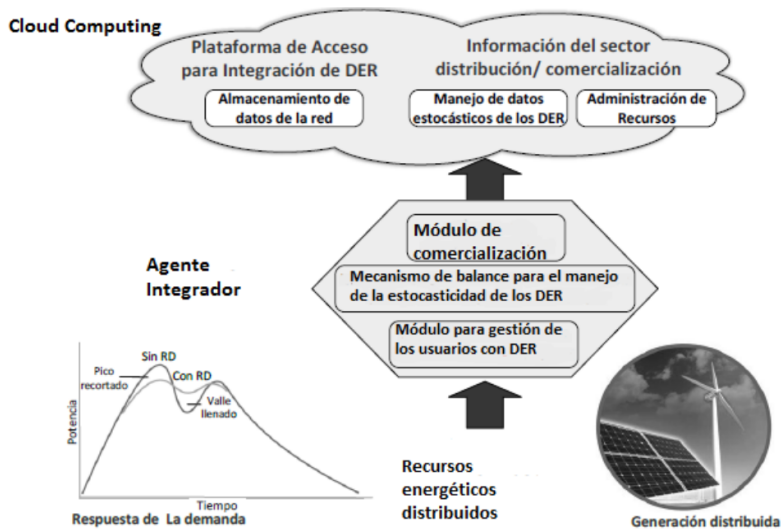 Cloud Computing
Plataforma de Acceso
para Integración de DER
Información del sector
distribución/ comercialización
Almacenamiento de
datos de la red
Manejo de datos
estocásticos de los DER
Administración de
Recursos
Módulo de
comercialización
Agente
Integrador
Mecanismo de balance para el manejo
de la estocasticidad de los DER
Módulo para gestión de
los usuarios con DER
Sin RD
Pico
recortado
Con RD
Valle
llenado
Potencia
Tiempo
Respuesta de La demanda
Recursos
energéticos
distribuidos
Generación distribuida